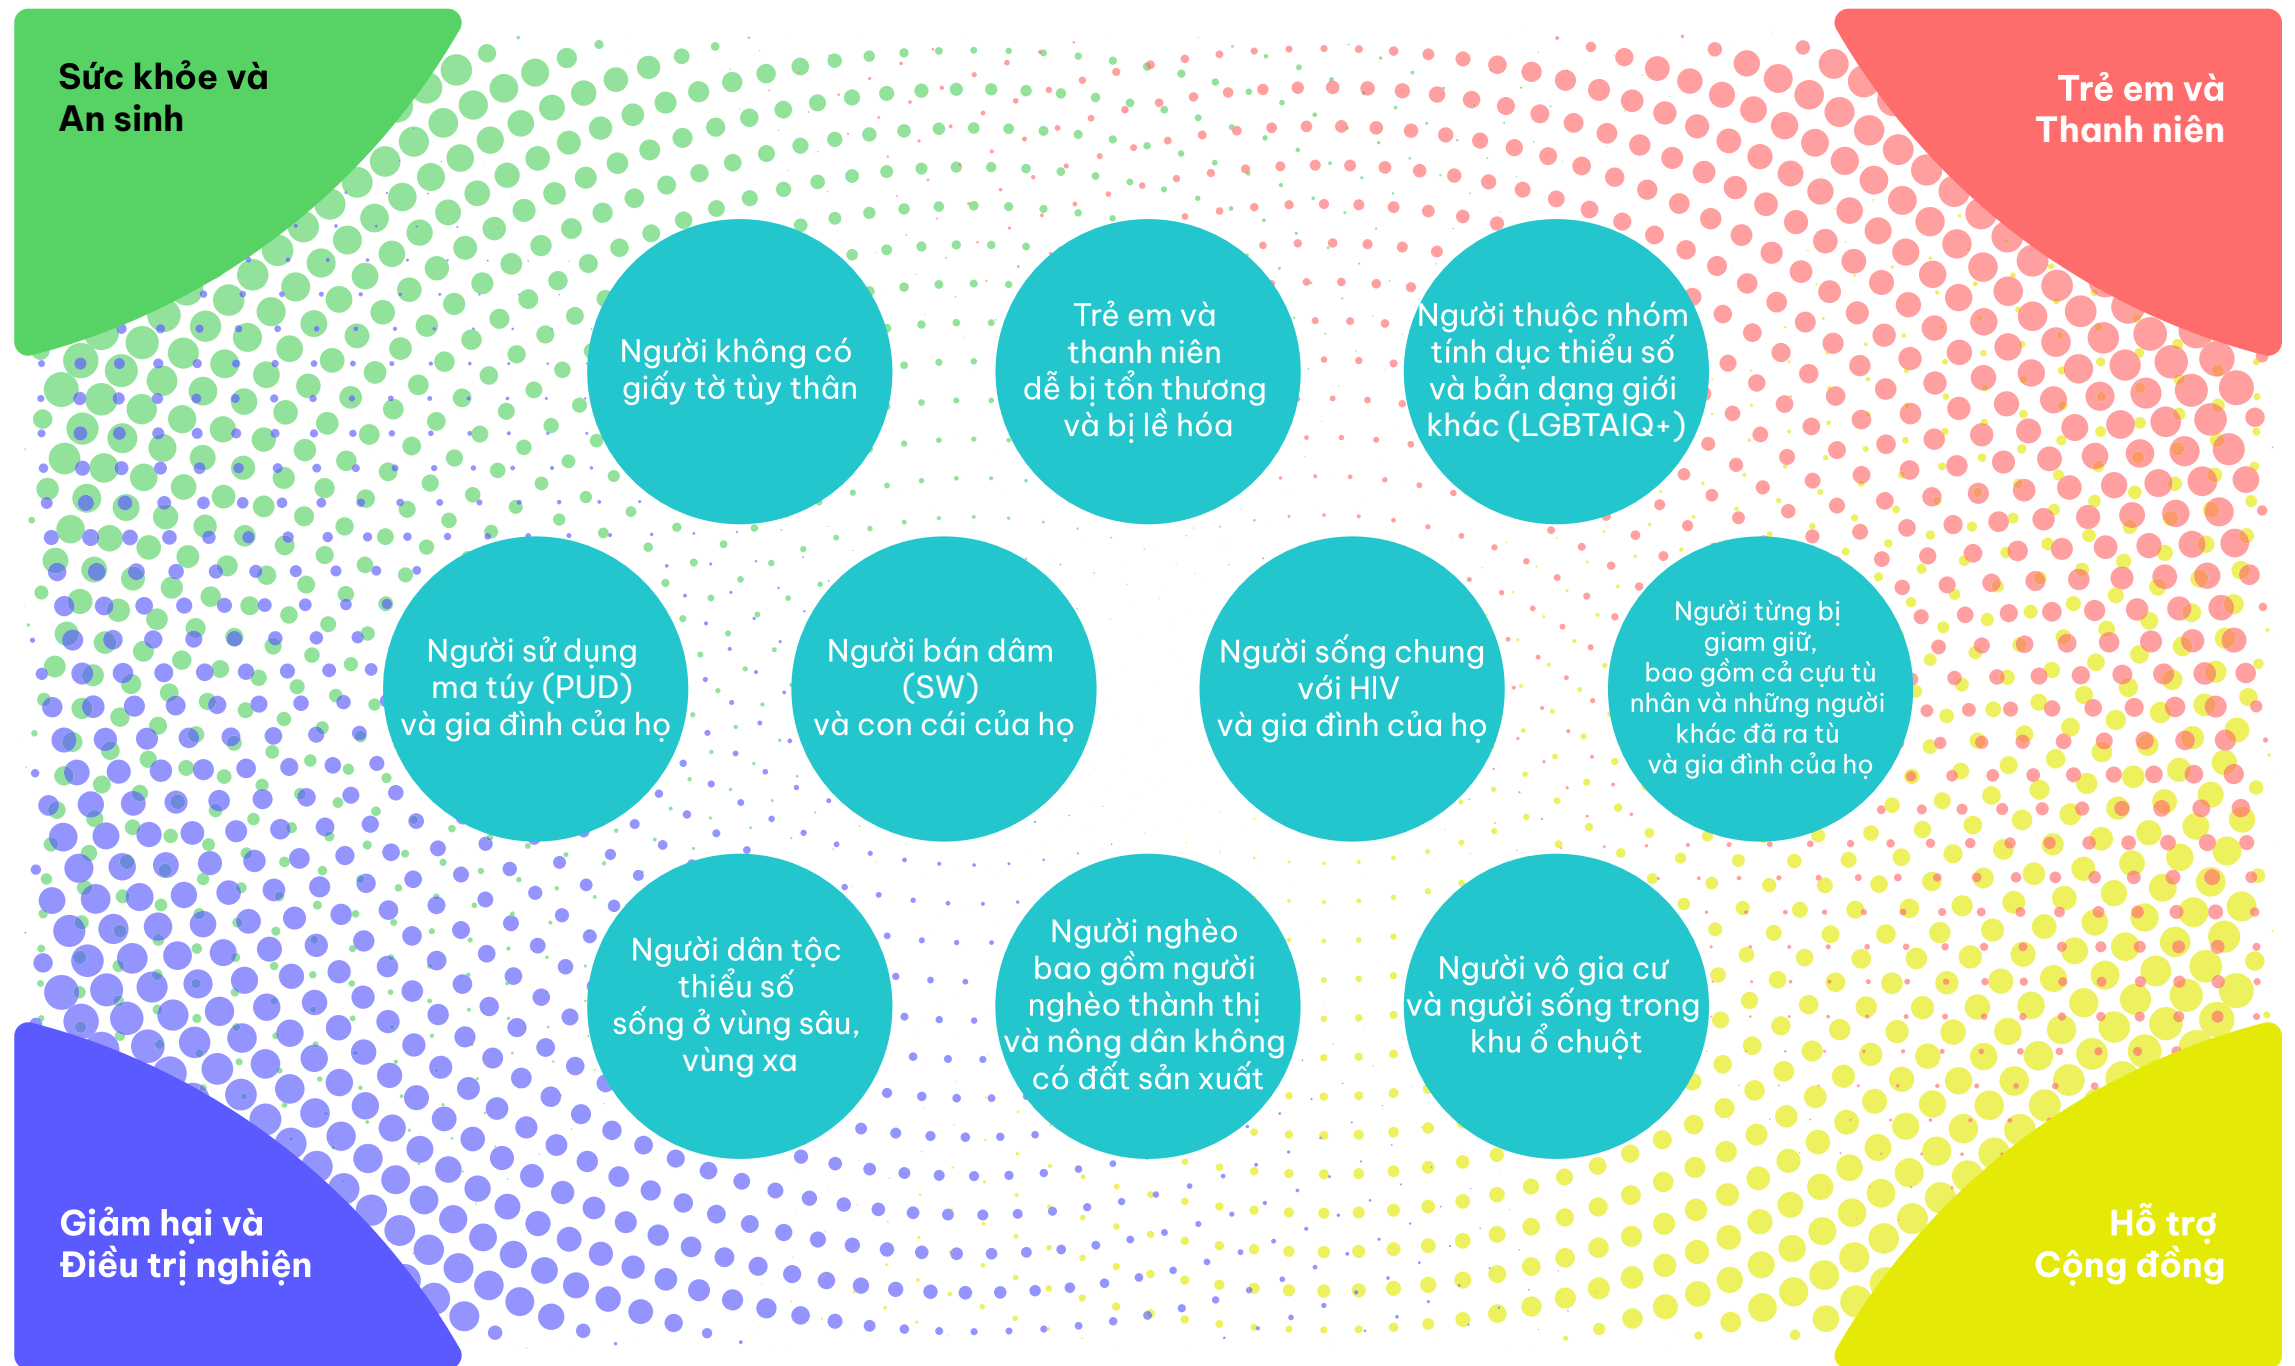 Sức khỏe và
An sinh
Trẻ em và
Thanh niên
Người không có
giấy tờ tùy thân
Trẻ em và
thanh niên
dễ bị tổn thương
và bị lề hóa
Người thuộc nhóm
tính dục thiểu số
và bản dạng giới
khác (LGBTAIQ+)
Người sử dụng
ma túy (PUD)
và gia đình của họ
Người bán dâm
(SW)
và con cái của họ
Người sống chung
với HIV
và gia đình của họ
Người từng bị
giam giữ,
bao gồm cả cựu tù
nhân và những người
khác đã ra tù
và gia đình của họ
Người dân tộc
thiểu số
sống ở vùng sâu,
vùng xa
Người nghèo
bao gồm người
nghèo thành thị
và nông dân không
có đất sản xuất
Người vô gia cư
và người sống trong
khu ổ chuột
Giảm hại và
Điều trị nghiện
Hỗ trợ
Cộng đồng